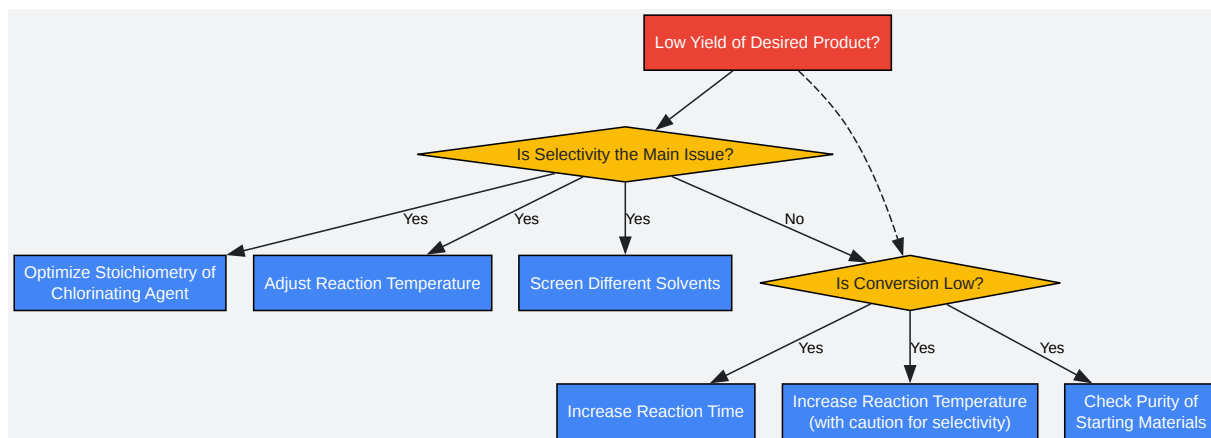 Low Yield of Desired Product?
Is Selectivity the Main Issue?
Yes
Yes
Yes
No
Optimize Stoichiometry of
Chlorinating Agent
Adjust Reaction Temperature
Screen Different Solvents
Is Conversion Low?
Yes
Yes
Yes
Increase Reaction Time
Increase Reaction Temperature
(with caution for selectivity)
Check Purity of
Starting Materials